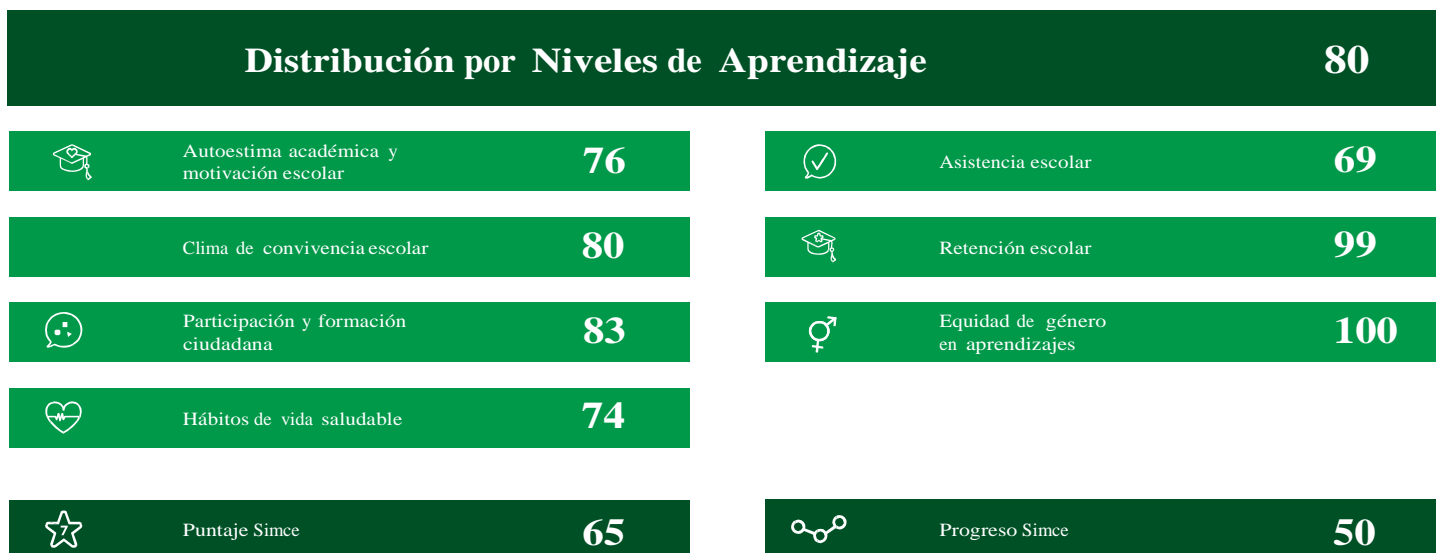 Distribución por Niveles de Aprendizaje 80
Autoestima académica y
motivación escolar
76
Asistencia escolar 69
Clima de convivencia escolar 80
Retención escolar 99
Participación y formación
ciudadana
83
Equidad de género
en aprendizajes
100
Hábitos de vida saludable 74
7
Puntaje Simce 65
Progreso Simce 50